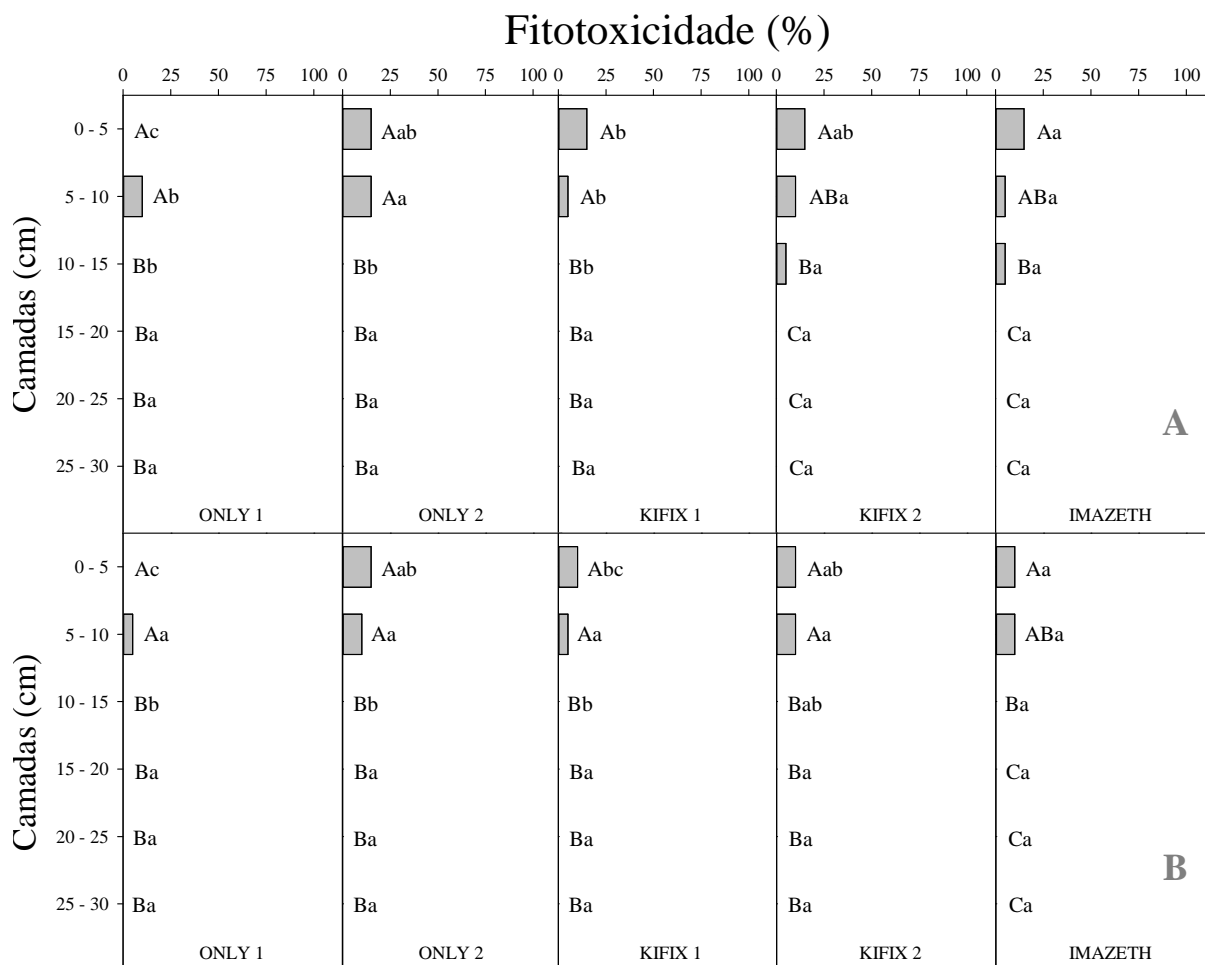 Fitotoxicidade (%)
0 25 50 75 100 0 25 50 75 100 0 25 50 75 100 0 25 50 75 100 0 25 50 75 100
Camadas (cm)
0 - 5 Ac Aab Ab Aab Aa
5 - 10 Ab Aa Ab ABa ABa
10 - 15 Bb Bb Bb Ba Ba
15 - 20 Ba Ba Ba Ca Ca
20 - 25 Ba Ba Ba Ca Ca
A
25 - 30 Ba Ba Ba Ca Ca
ONLY 1 ONLY 2 KIFIX 1 KIFIX 2 IMAZETH
Camadas (cm)
0 - 5 Ac Aab Abc Aab Aa
5 - 10 Aa Aa Aa Aa ABa
10 - 15 Bb Bb Bb Bab Ba
15 - 20 Ba Ba Ba Ba Ca
20 - 25 Ba Ba Ba Ba Ca
B
25 - 30 Ba Ba Ba Ba Ca
ONLY 1 ONLY 2 KIFIX 1 KIFIX 2 IMAZETH